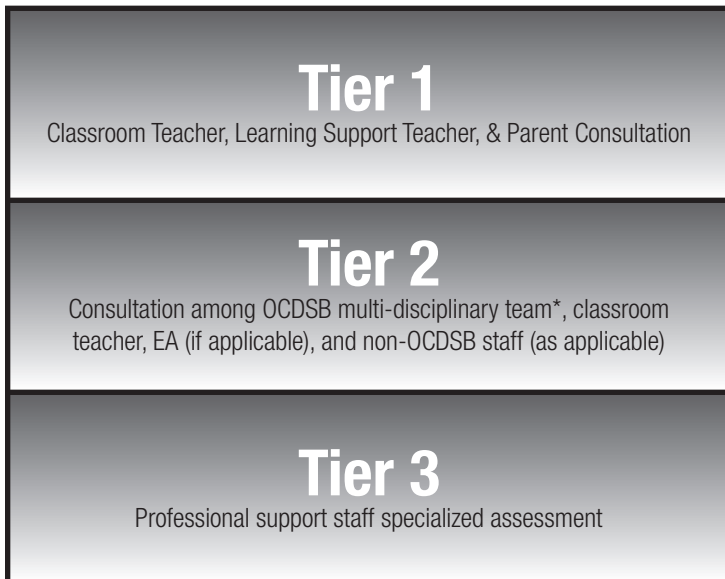 Tier 1
Classroom Teacher, Learning Support Teacher, & Parent Consultation
Tier 2
Consultation among OCDSB multi-disciplinary team*, classroom
teacher, EA (if applicable), and non-OCDSB staff (as applicable)
Tier 3
Professional support staff specialized assessment